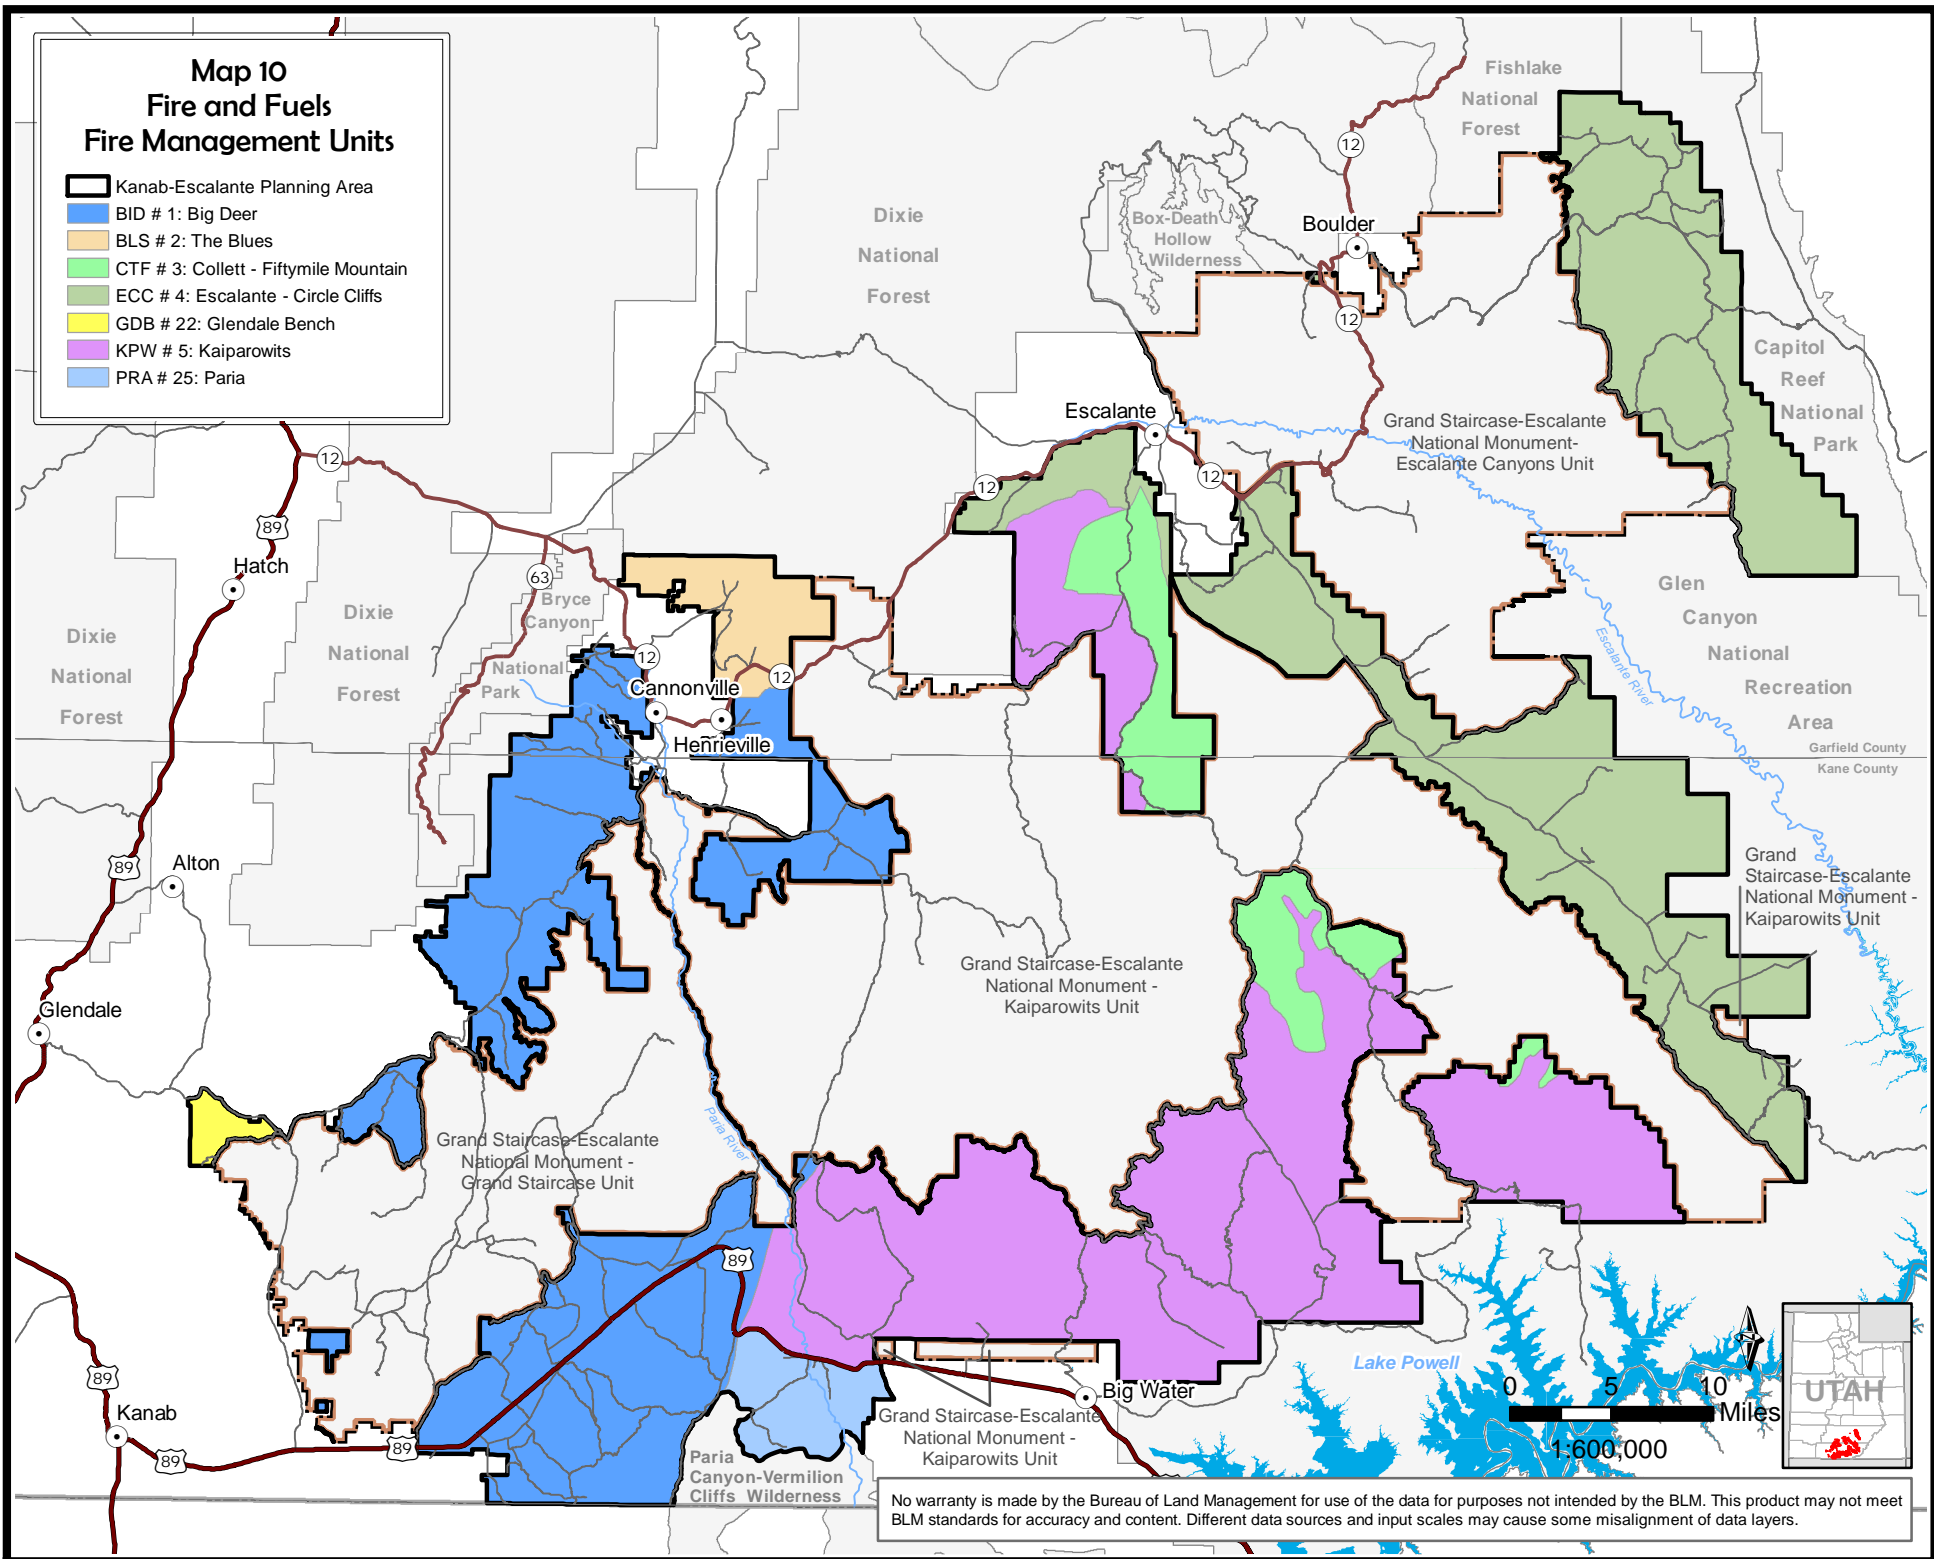 Map 10
Fire and Fuels
Fire Management Units
Kanab-Escalante Planning Area
BID # 1: Big Deer
BLS # 2: The Blues
CTF # 3: Collett - Fiftymile Mountain
ECC # 4: Escalante - Circle Cliffs
GDB # 22: Glendale Bench
KPW # 5: Kaiparowits
PRA # 25: Paria
Fishlake
National
Forest
12
Dixie
National
Forest
Box-Death
Hollow
Wilderness
Boulder
12
Capitol
Reef
National
Park
Escalante
Grand Staircase-Escalante
National Monument-
Escalante Canyons Unit
12
12
12
89
Hatch
63
Bryce
Canyon
National
Park
Dixie
National
Forest
Dixie
National
Forest
12
12
Cannonville
Henrieville
Glen
Canyon
National
Recreation
Area
Escalante River
Garfield County
Kane County
89
Alton
Grand
Staircase-Escalante
National Monument -
Kaiparowits Unit
Grand Staircase-Escalante
National Monument -
Kaiparowits Unit
Glendale
Paria River
Grand Staircase-Escalante
National Monument -
Grand Staircase Unit
89
89
Kanab
89
89
Big Water
Lake Powell
Grand Staircase-Escalante
National Monument -
Kaiparowits Unit
Paria
Canyon-Vermilion
Cliffs Wilderness
0 5 10
Miles
1:600,000
UTAH
No warranty is made by the Bureau of Land Management for use of the data for purposes not intended by the BLM. This product may not meet
BLM standards for accuracy and content. Different data sources and input scales may cause some misalignment of data layers.